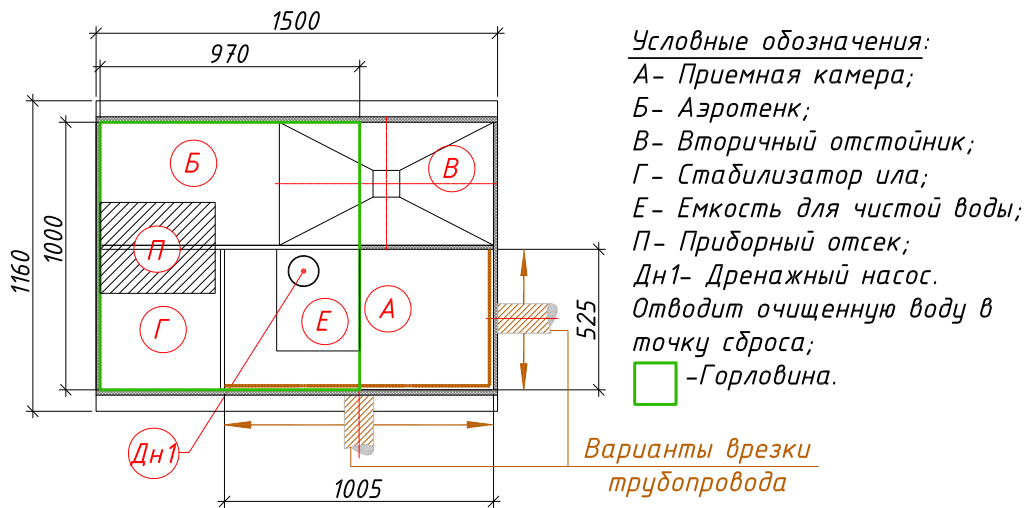 1500
970
1160
1000
525
1005
Б
В
П
Г
Е
А
Дн1
Условные обозначения:
А- Приемная камера;
Б- Аэротенк;
В- Вторичный отстойник;
Г- Стабилизатор ила;
Е- Емкость для чистой воды;
П- Приборный отсек;
Дн1- Дренажный насос.
Отводит очищенную воду в
точку сброса;
-Горловина.
Варианты врезки
трубопровода